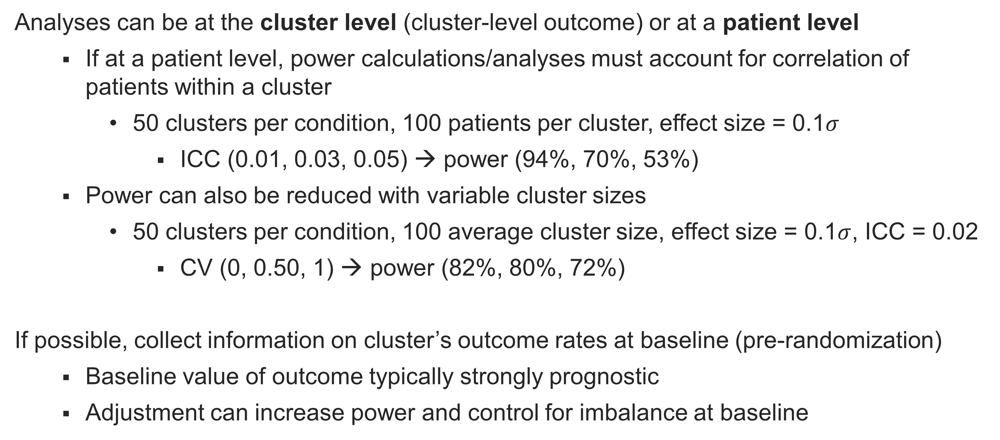 Analyses can be at the cluster level (cluster-level outcome) or at a patient level
▪ If at a patient level, power calculations/analyses must account for correlation of
patients within a cluster
• 50 clusters per condition, 100 patients per cluster, effect size = 0.1σ
▪ ICC (0.01, 0.03, 0.05) → power (94%, 70%, 53%)
▪ Power can also be reduced with variable cluster sizes
• 50 clusters per condition, 100 average cluster size, effect size = 0.1σ, ICC = 0.02
▪ CV (0, 0.50, 1) → power (82%, 80%, 72%)
If possible, collect information on cluster’s outcome rates at baseline (pre-randomization)
▪ Baseline value of outcome typically strongly prognostic
▪ Adjustment can increase power and control for imbalance at baseline